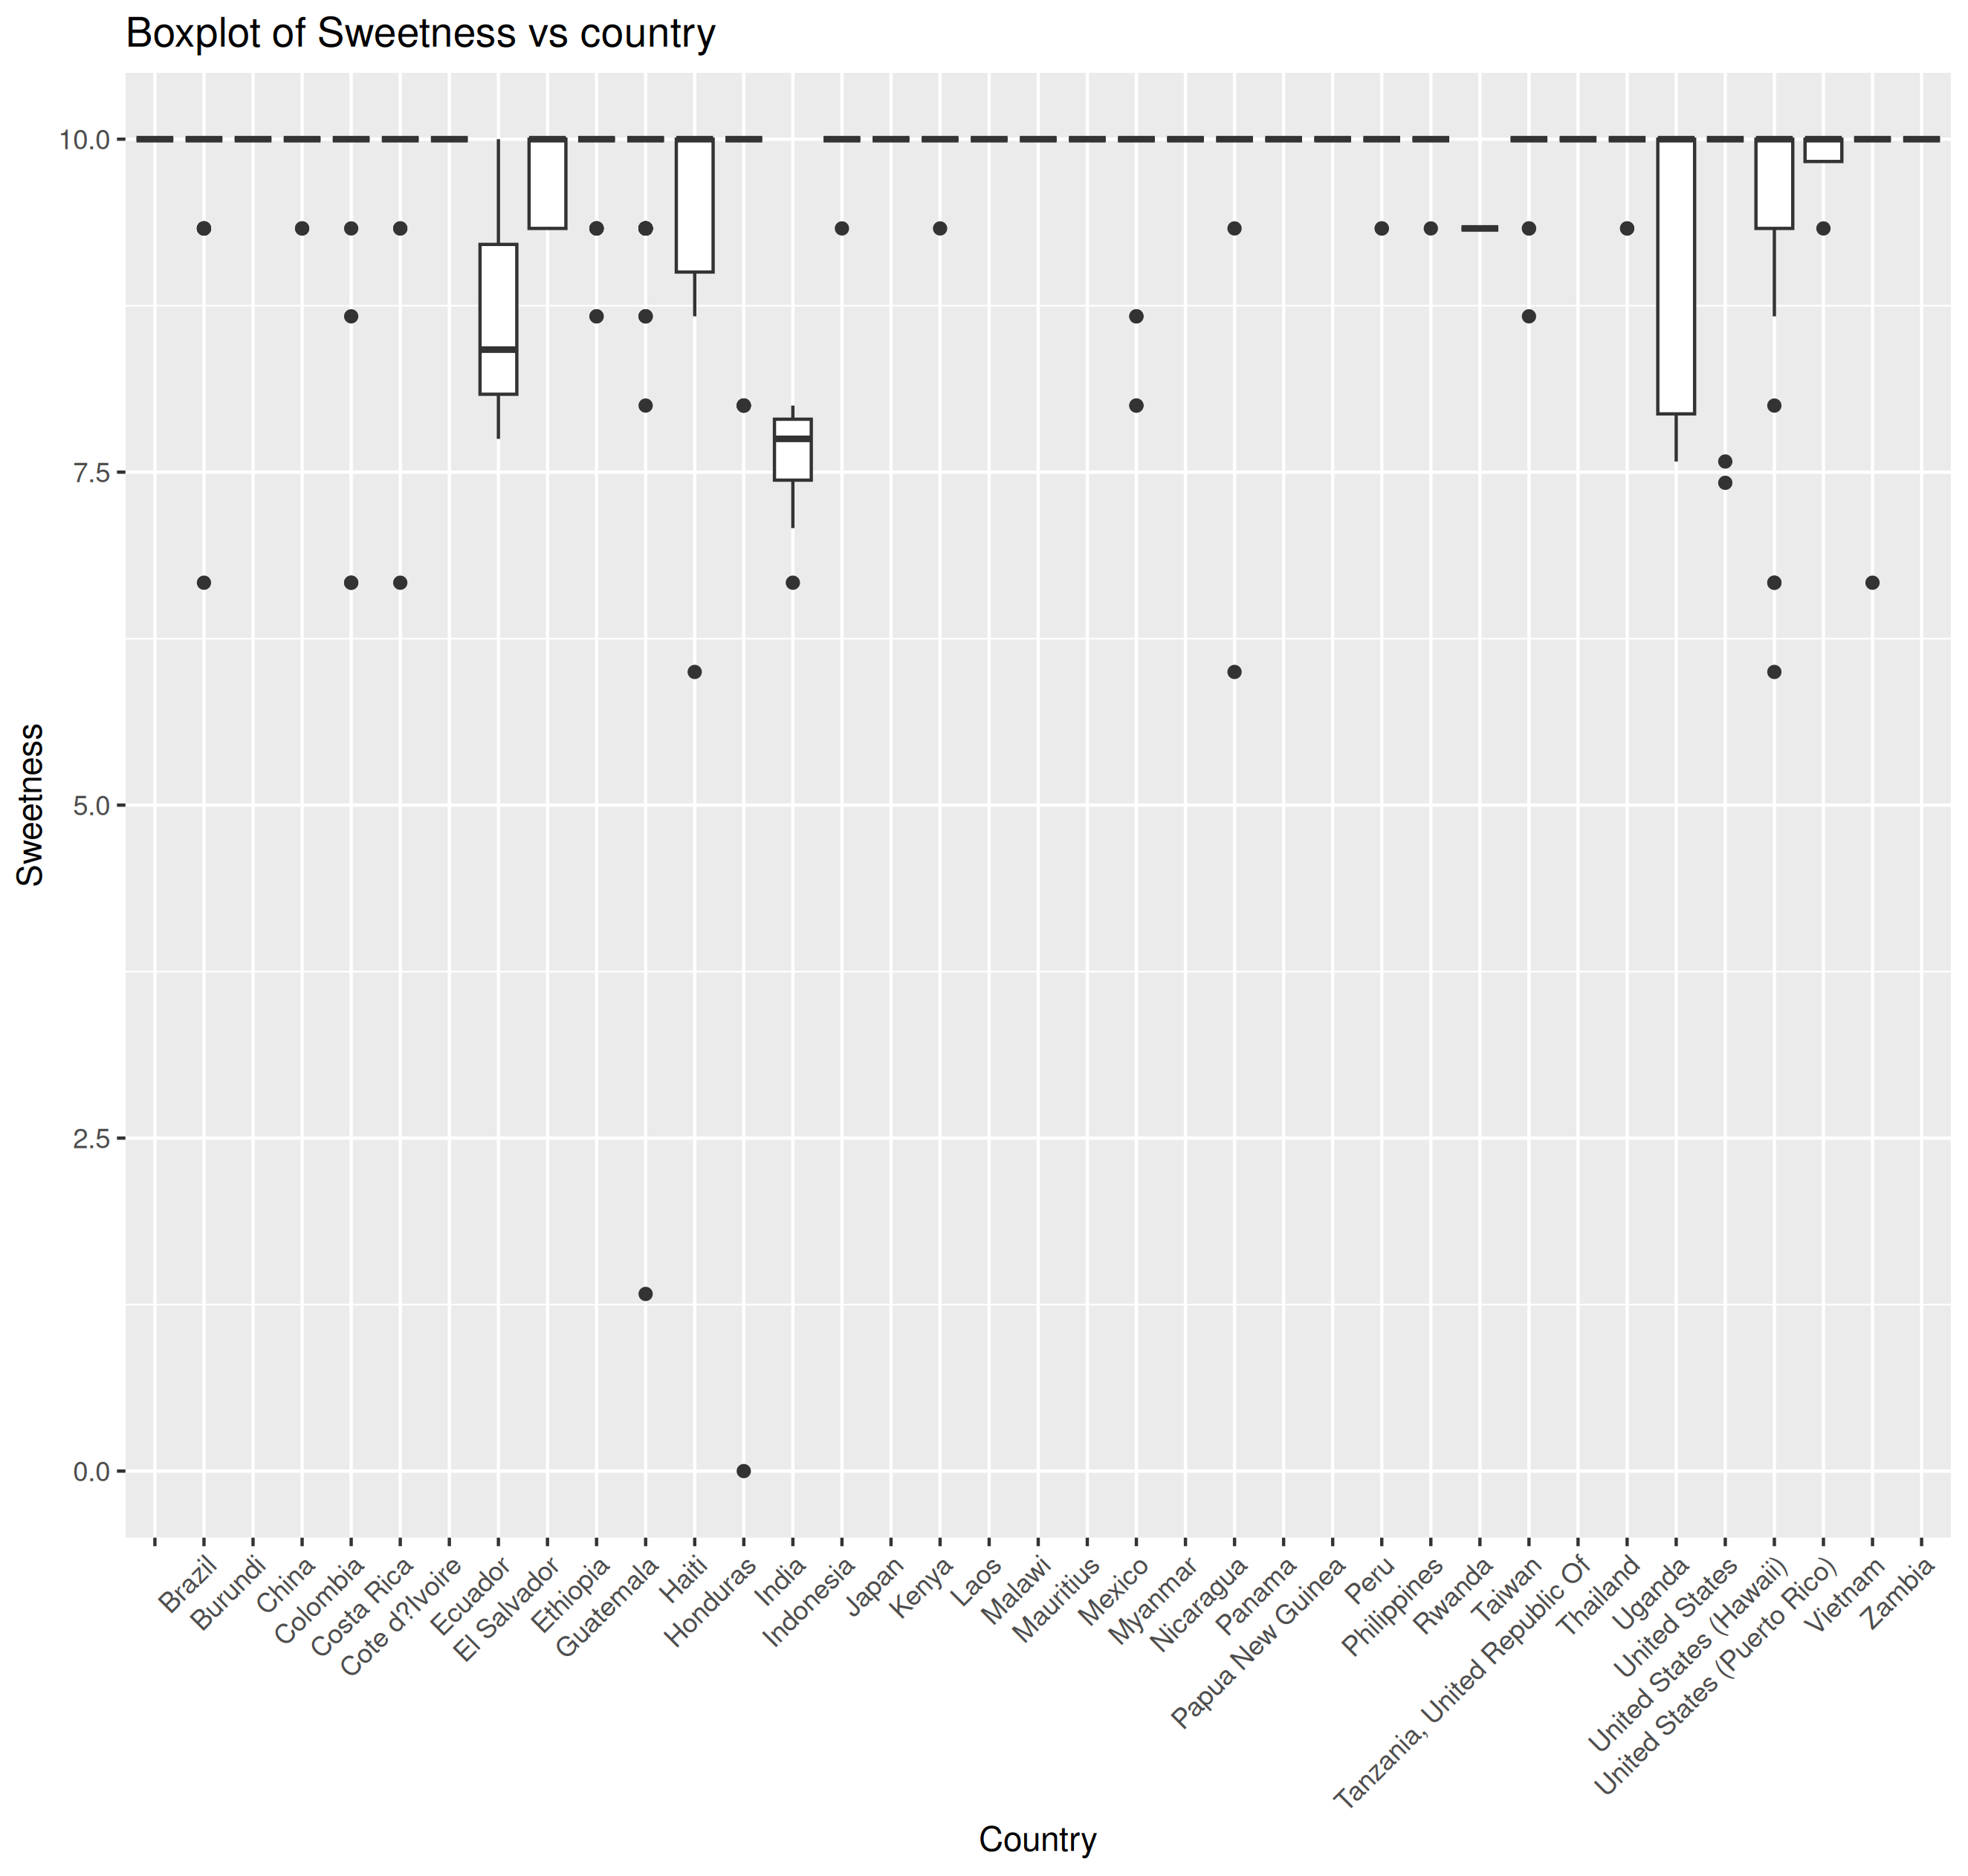 Boxplot of Sweetness vs country
10.0
7.5
5.0
2.5
0.0
Sweetness
Brazil
Burundi
China
Colombia
Costa Rica
Cote d?Ivoire
Ecuador
El Salvador
Ethiopia
Guatemala
Haiti
Honduras
India
Indonesia
Japan
Kenya
Laos
Malawi
Mauritius
Mexico
Myanmar
Nicaragua
Panama
Papua New Guinea
Peru
Philippines
Rwanda
Taiwan
Tanzania, United Republic Of
Thailand
Uganda
United States
United States (Hawaii)
United States (Puerto Rico)
Vietnam
Zambia
Country